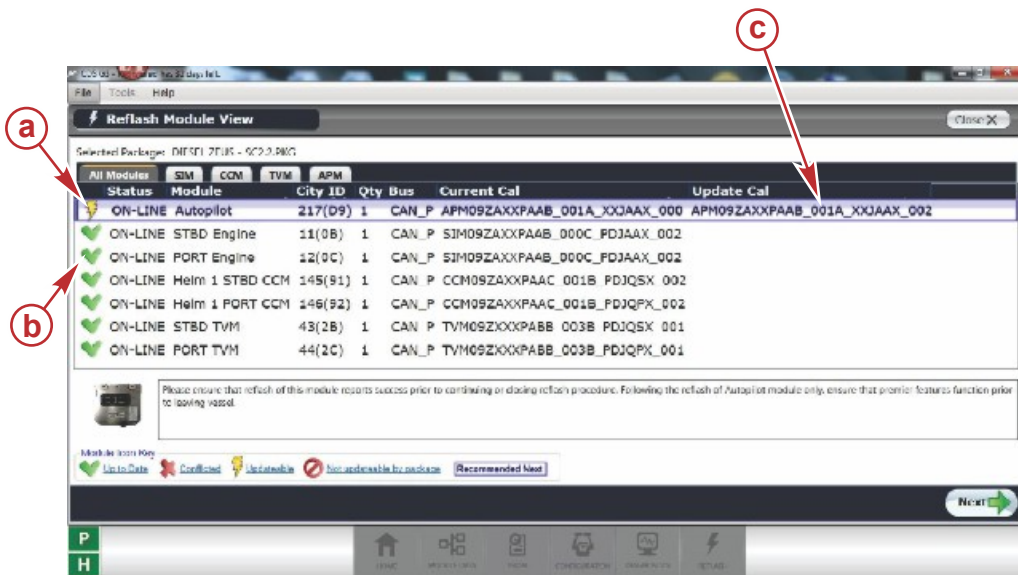 c
File Tools Help
a
Reflash Module View
Close X
Selected Package: DIESEL ZEUS - SC2.2.PKG
All Modules SIM CCM TVM APM
Status Module City ID Qty Bus Current Cal Update Cal
ON-LINE Autopilot 217(D9) 1 CAN_P APM09ZAXXPAAB_001A_XXJAAX_000 APM09ZAXXPAAB_001A_XXJAAX_002
ON-LINE STBD Engine 11(0B) 1 CAN_P SIM09ZAXXPAAB_000C_PDJAAX_002
ON-LINE PORT Engine 12(0C) 1 CAN_P SIM09ZAXXPAAB_000C_PDJAAX_002
b
ON-LINE Helm 1 STBD CCM 145(91) 1 CAN_P CCM09ZAXXPAAC_001B_PDJQSX_002
ON-LINE Helm 1 PORT CCM 146(92) 1 CAN_P CCM09ZAXXPAAC_001B_PDJQPX_002
ON-LINE STBD TVM 43(2B) 1 CAN_P TVM09ZXXXPABB_003B_PDJQSX_001
ON-LINE PORT TVM 44(2C) 1 CAN_P TVM09ZXXXPABB_003B_PDJQPX_001
Please ensure that reflash of this module reports success prior to continuing or closing reflash procedure. Following the reflash of Autopilot module only, ensure that premier features function prior
to leaving vessel.
Module Icon Key
Up to Date Conflicted Updateable Not updateable by package Recommended Next
Next
P
H
HOME CONFIGURATION REFLASH